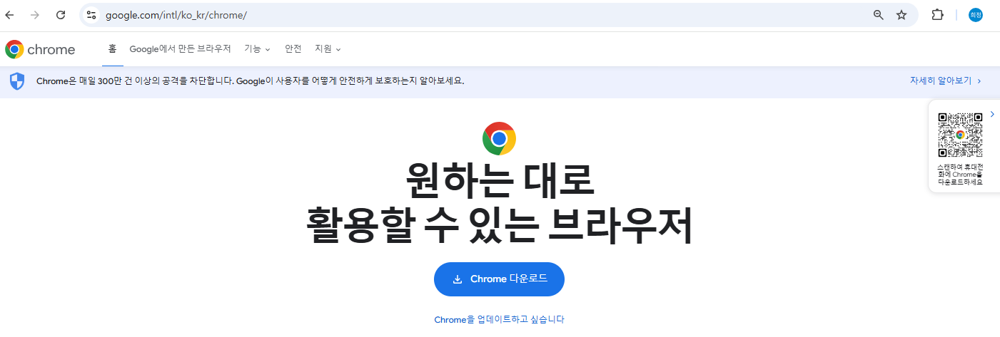 google.com/intl/ko_kr/chrome/
희정
chrome
홈
Google에서 만든 브라우저
기능
안전
지원
Chrome은 매일 300만 건 이상의 공격을 차단합니다. Google이 사용자를 어떻게 안전하게 보호하는지 알아보세요.
자세히 알아보기
스캔하여 휴대전
화에 Chrome을
다운로드하세요
원하는 대로
활용할 수 있는 브라우저
Chrome 다운로드
Chrome을 업데이트하고 싶습니다